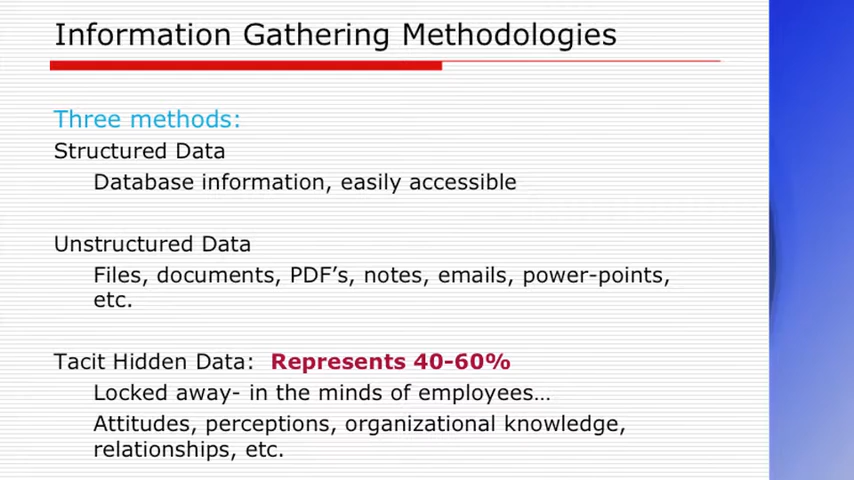 Information Gathering Methodologies
Three methods:
Structured Data
Database information, easily accessible
Unstructured Data
Files, documents, PDF’s, notes, emails, power-points,
etc.
Tacit Hidden Data: Represents 40-60%
Locked away- in the minds of employees…
Attitudes, perceptions, organizational knowledge,
relationships, etc.